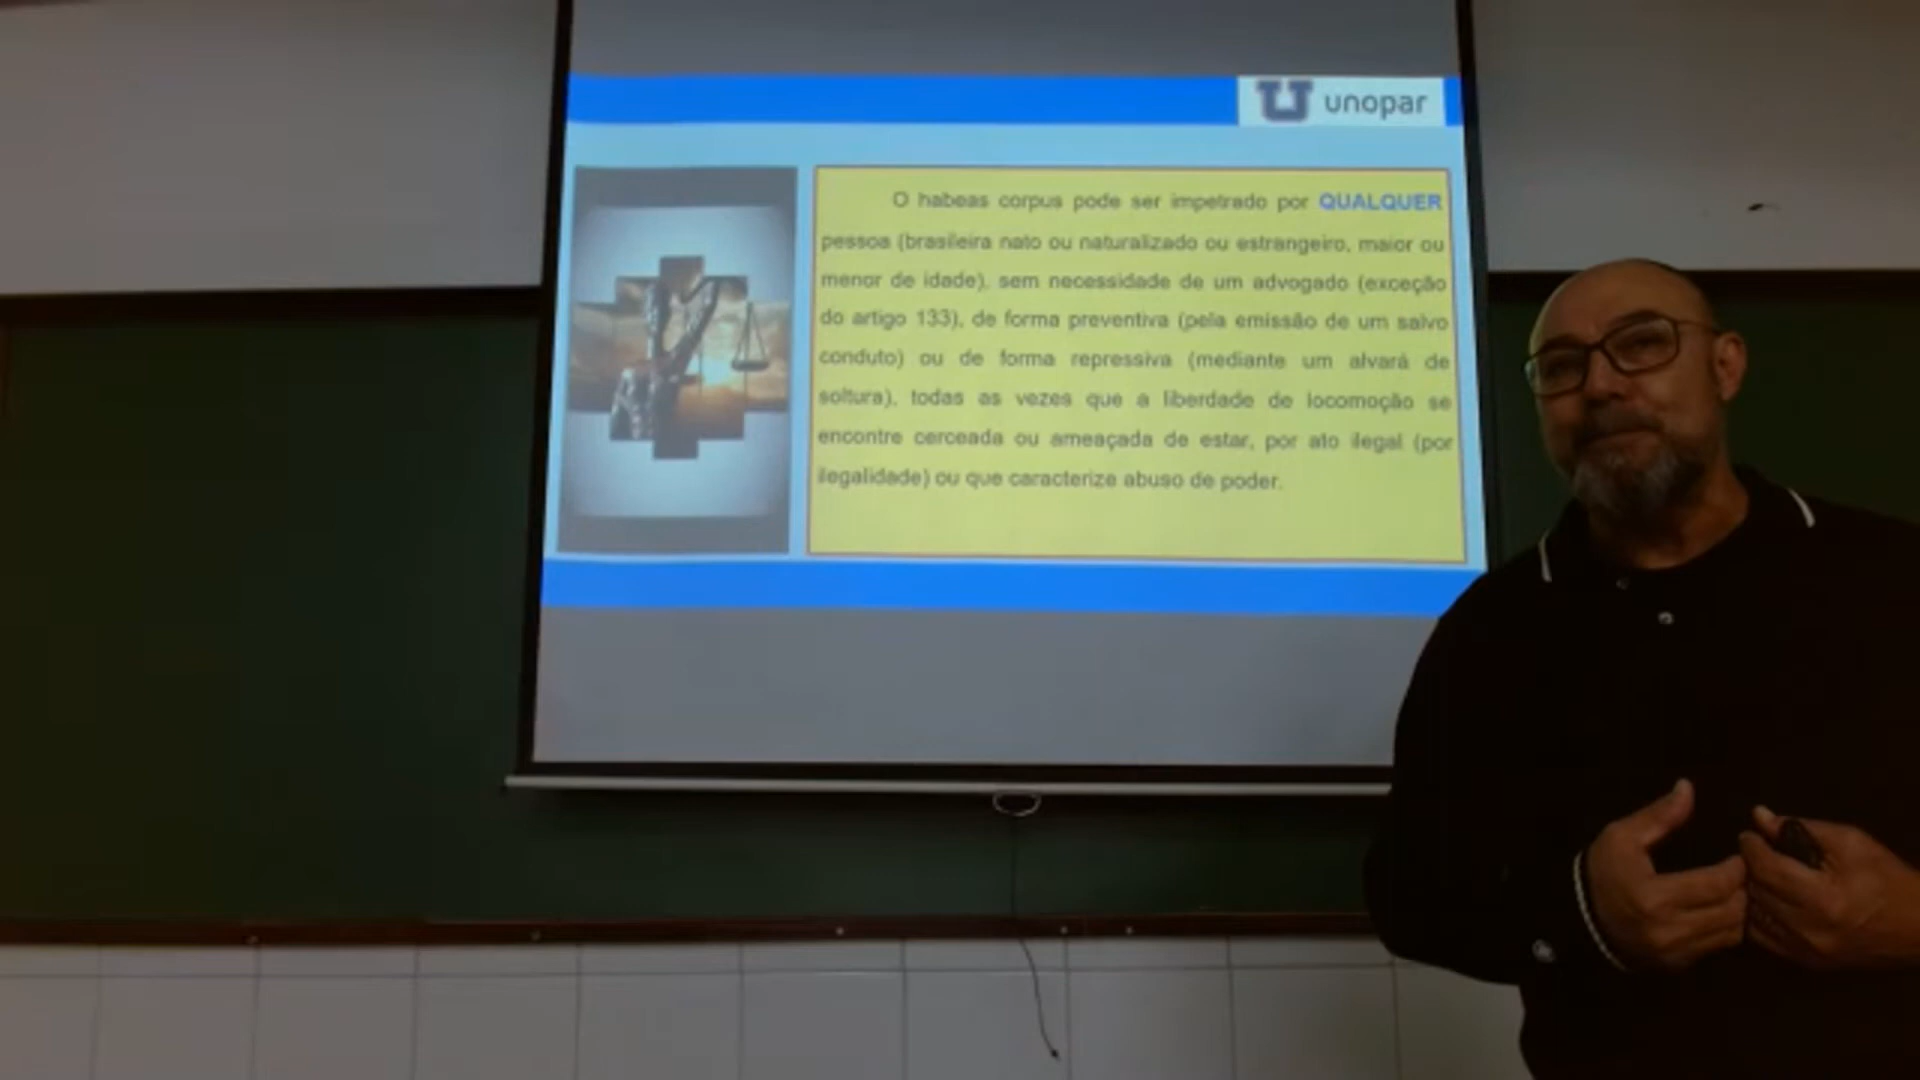 unopar
O habeas corpus pode ser impetrado por QUALQUER
pessoa (brasileira nato ou naturalizado ou estrangeiro, maior ou
menor de idade), sem necessidade de um advogado (exceção
do artigo 133), de forma preventiva (pela emissão de um salvo
conduto) ou de forma repressiva (mediante um alvará de
soltura), todas as vezes que a liberdade de locomoção se
encontre cerceada ou ameaçada de estar, por ato ilegal (por
ilegalidade) ou que caracterize abuso de poder.